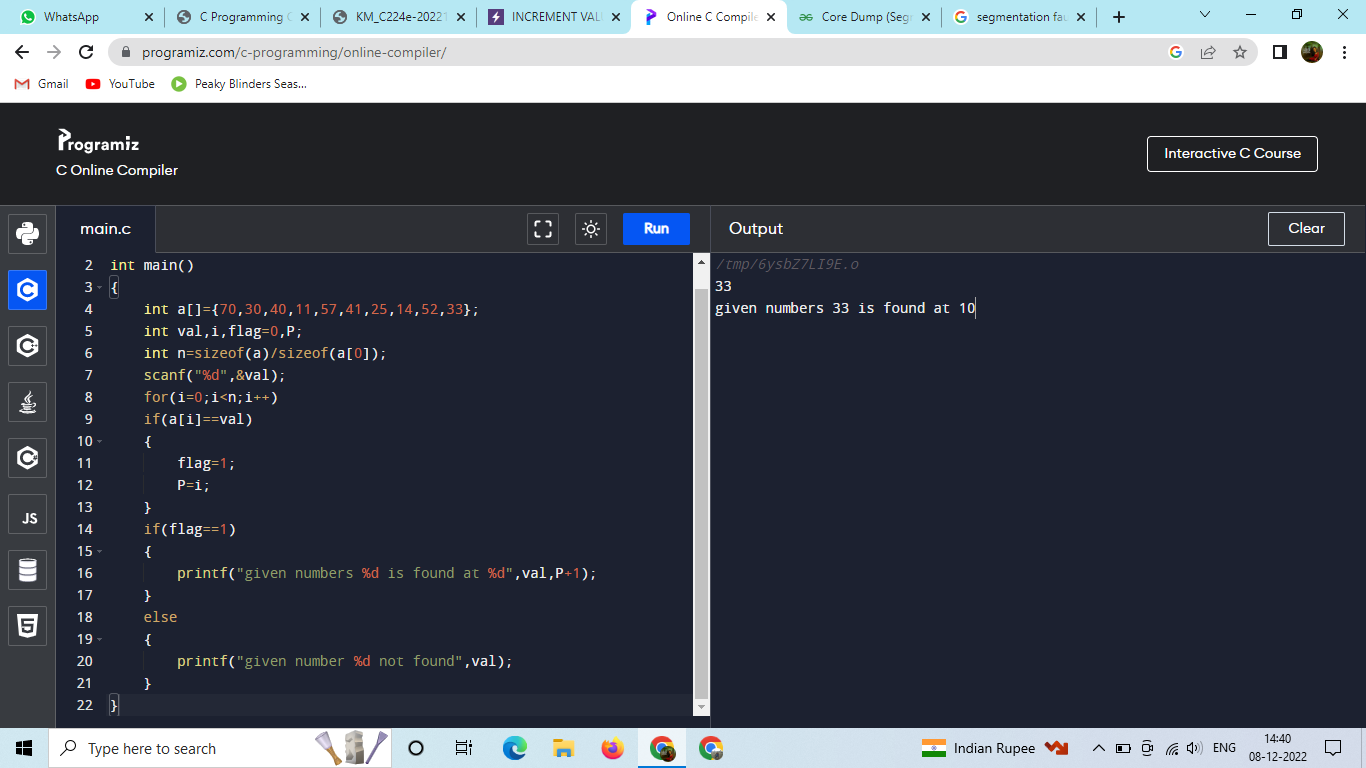 WhatsApp
C Programming C
KM_C224e-20221
INCREMENT VAL
Online C Compile
Core Dump (Seg
segmentation fau
programiz.com/c-programming/online-compiler/
Gmail
YouTube
Peaky Blinders Seas...
Programiz
C Online Compiler
Interactive C Course
main.c
Run
Output
Clear
2 int main()
3 {
4 int a[]={70,30,40,11,57,41,25,14,52,33};
5 int val,i,flag=0,P;
6 int n=sizeof(a)/sizeof(a[0]);
7 scanf("%d",&val);
8 for(i=0;i<n;i++)
9 if(a[i]==val)
10 {
11 flag=1;
12 P=i;
13 }
14 if(flag==1)
15 {
16 printf("given numbers %d is found at %d",val,P+1);
17 }
18 else
19 {
20 printf("given number %d not found",val);
21 }
22 }
/tmp/6ysbZ7LI9E.o
33
given numbers 33 is found at 10
JS
Type here to search
Indian Rupee
ENG
14:40
08-12-2022